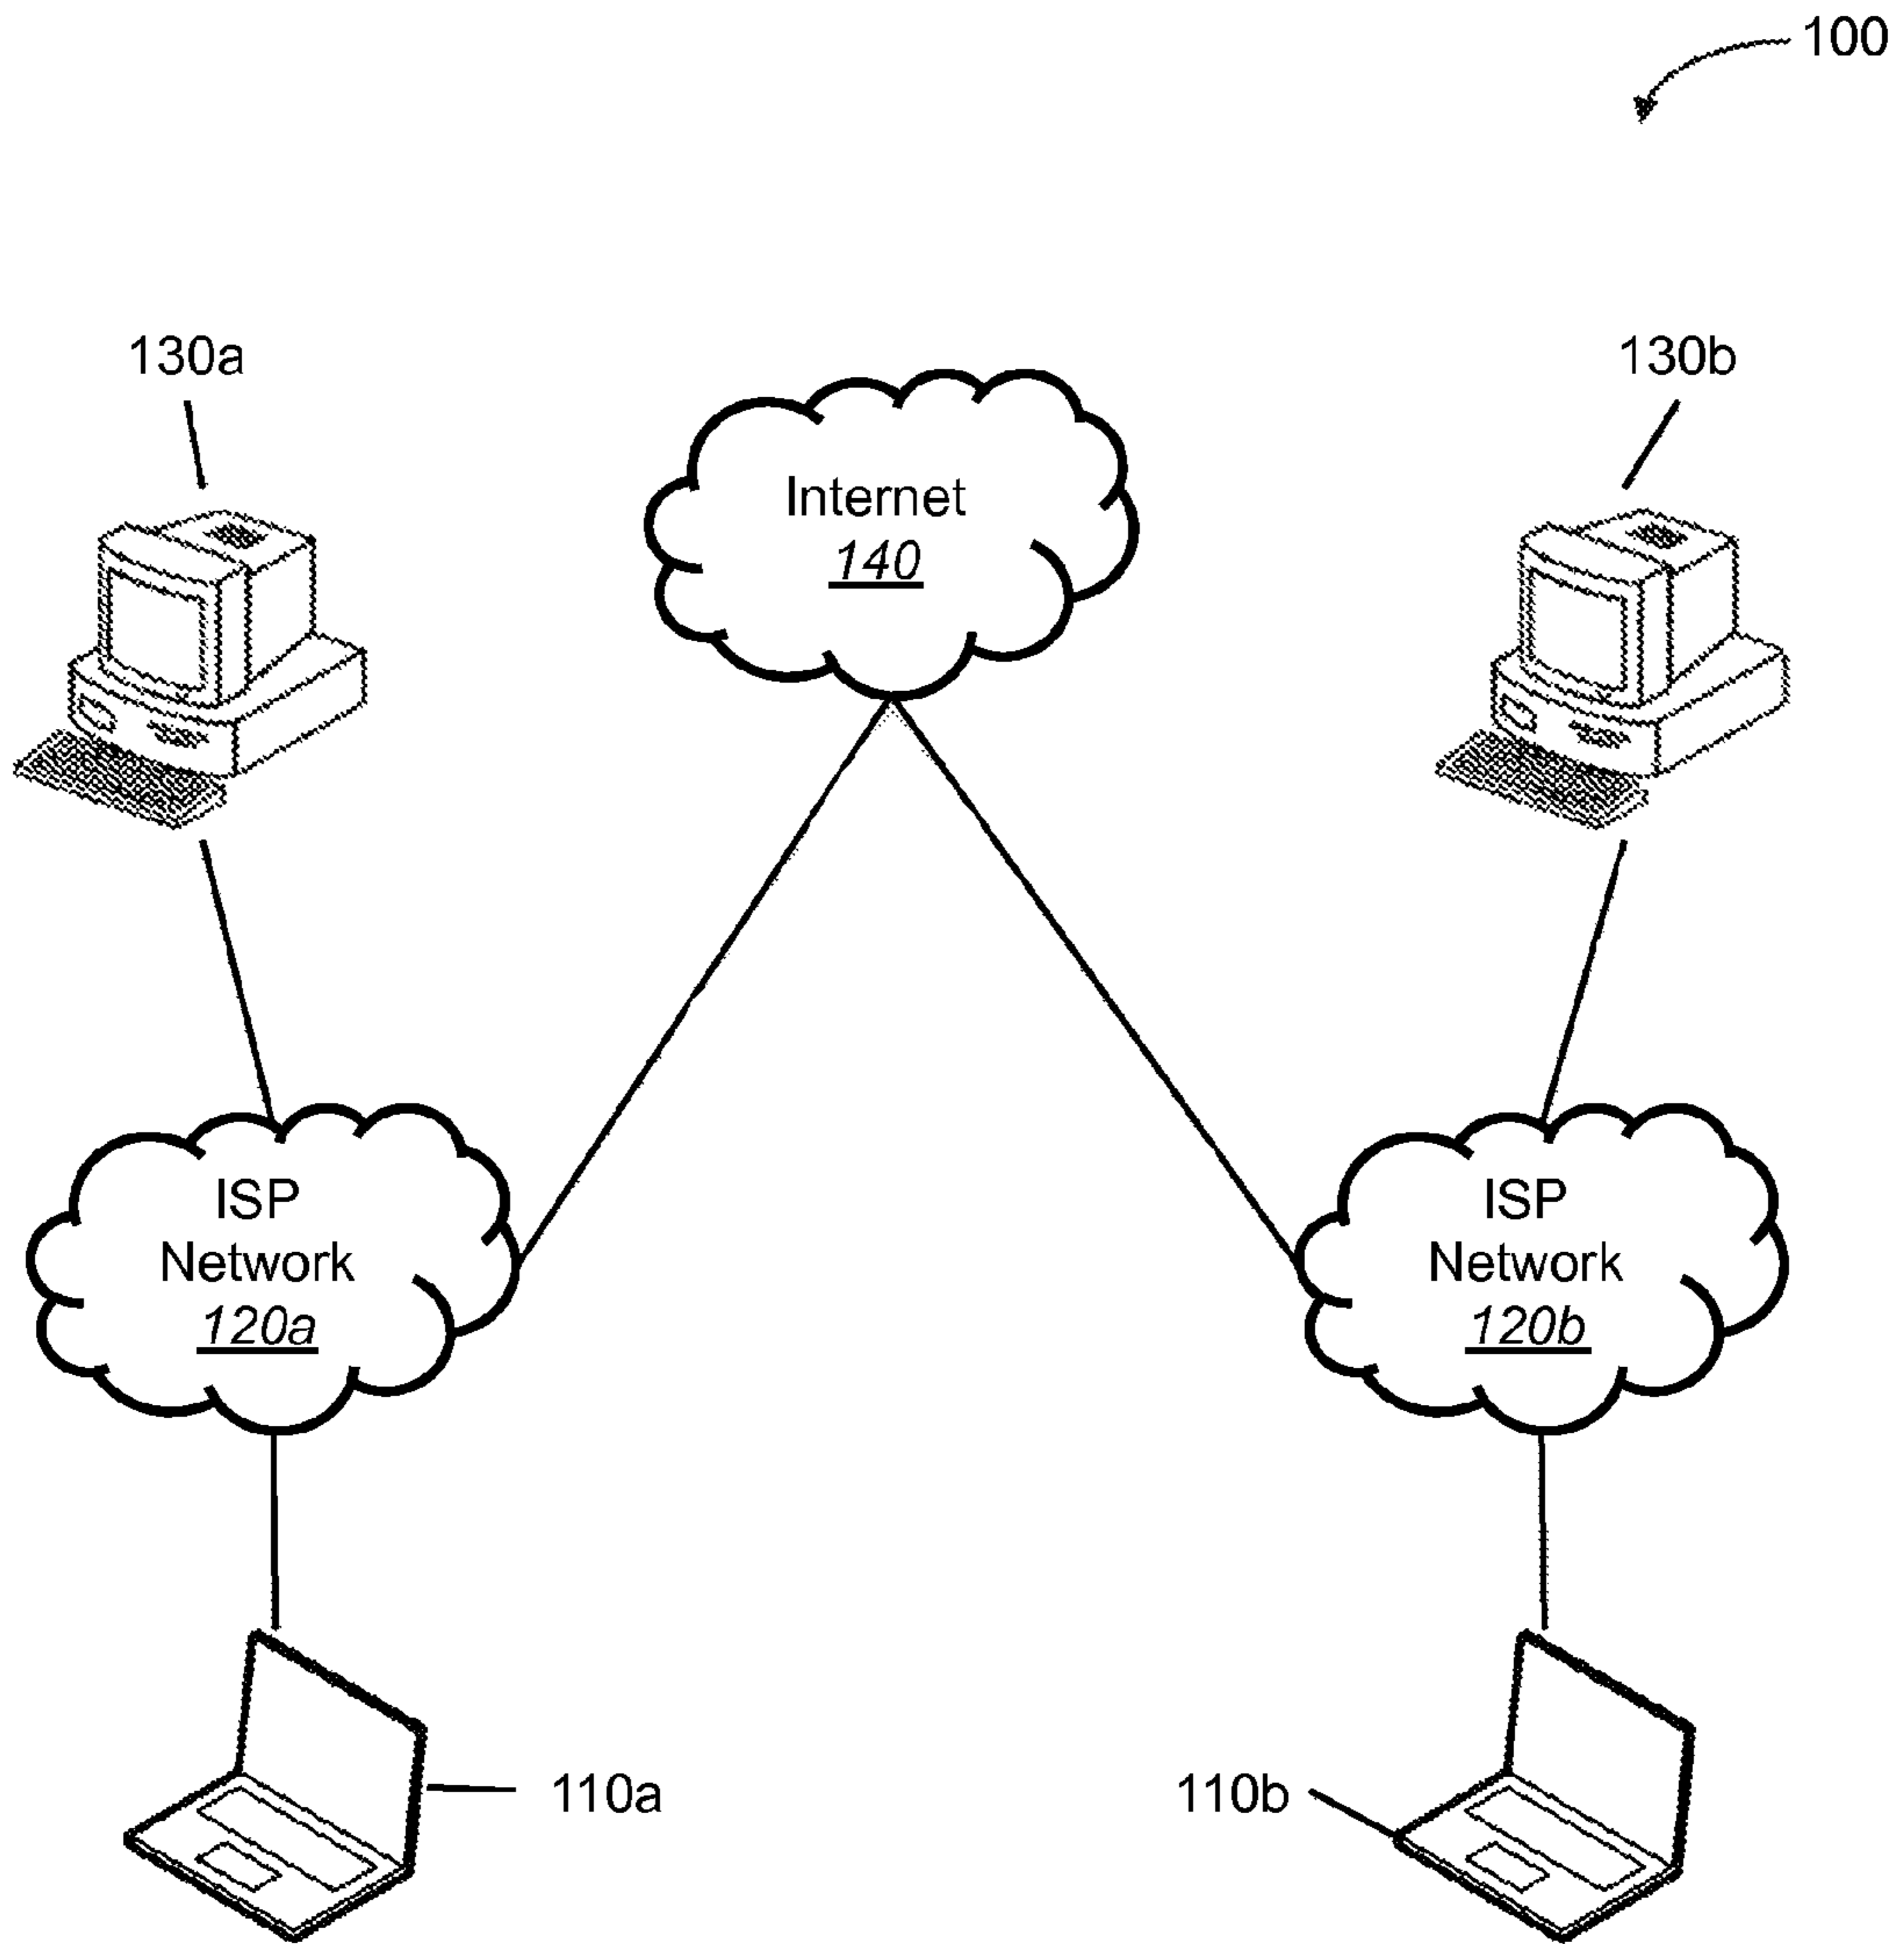 100
130a
130b
Internet
140
ISP
Network
120a
ISP
Network
120b
110a
110b